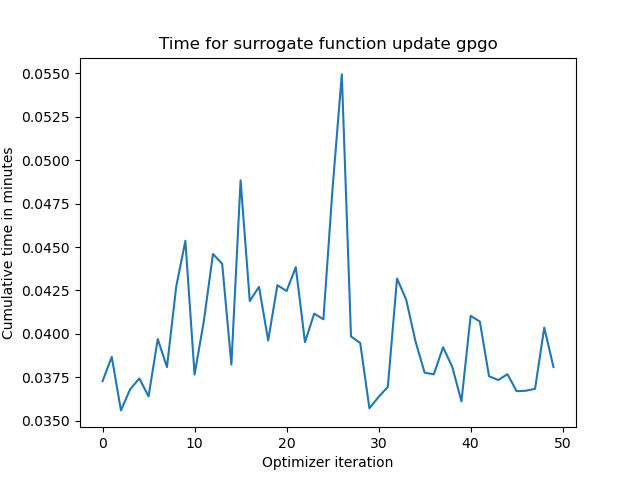 Time for surrogate function update gpgo
Cumulative time in minutes
0.0550
0.0525
0.0500
0.0475
0.0450
0.0425
0.0400
0.0375
0.0350
0 10 20 30 40 50
Optimizer iteration